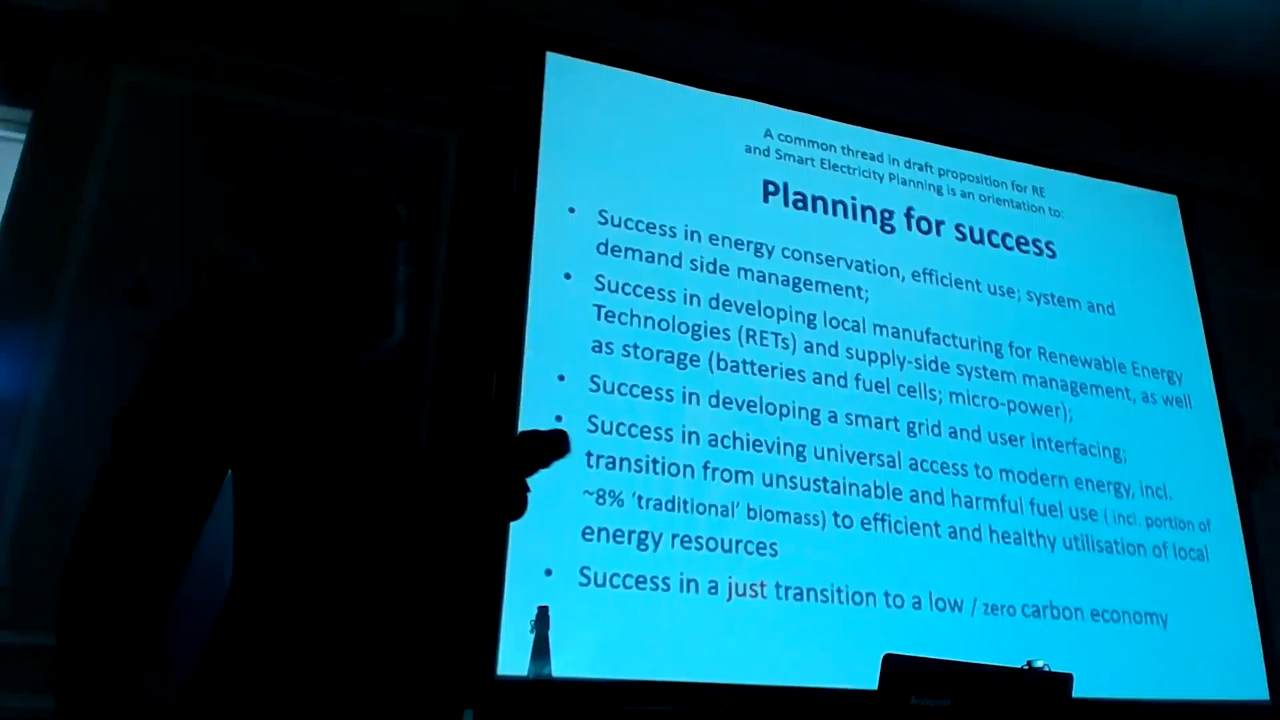 A common thread in draft proposition for RE
and Smart Electricity Planning is an orientation to:
Planning for success
• Success in energy conservation, efficient use; system and
demand side management;
• Success in developing local manufacturing for Renewable Energy
Technologies (RETs) and supply-side system management, as well
as storage (batteries and fuel cells; micro-power);
• Success in developing a smart grid and user interfacing;
• Success in achieving universal access to modern energy, incl.
transition from unsustainable and harmful fuel use ( incl. portion of
~8% ‘traditional’ biomass) to efficient and healthy utilisation of local
energy resources
• Success in a just transition to a low / zero carbon economy